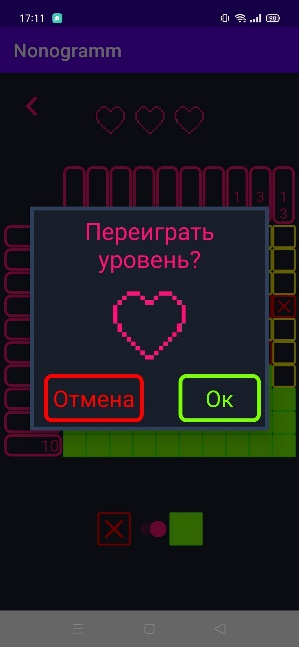 17:11
Nonogramm
1 3 1
3
Переиграть
уровень?
Отмена
Ок
10